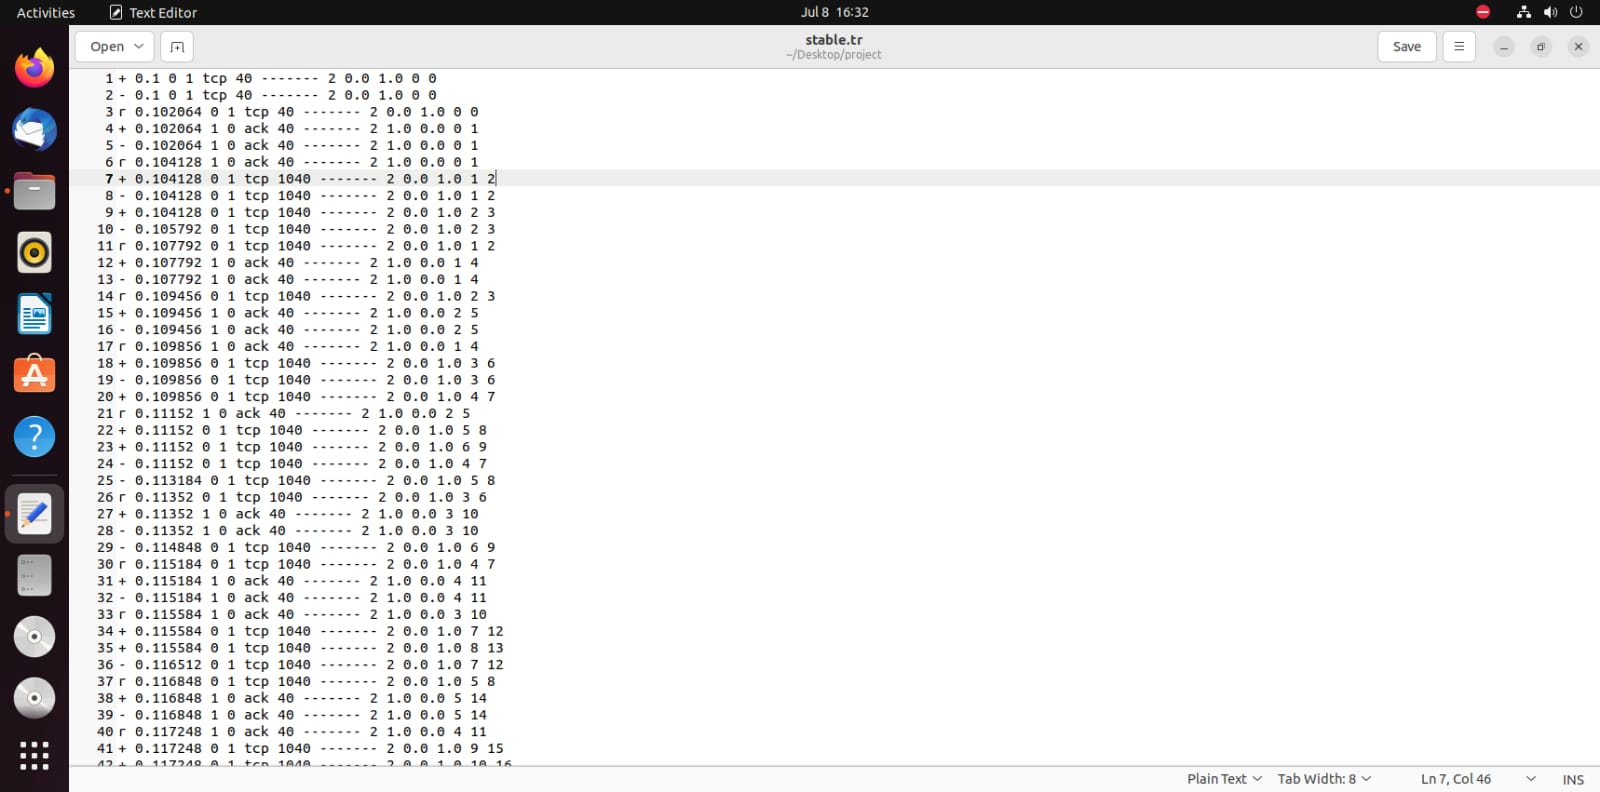 Activities Text Editor Jul 8 16:32
Open stable.tr Save
~/Desktop/project
1 + 0.1 0 1 tcp 40 ------- 2 0.0 1.0 0 0
2 - 0.1 0 1 tcp 40 ------- 2 0.0 1.0 0 0
3 r 0.102064 0 1 tcp 40 ------- 2 0.0 1.0 0 0
4 + 0.102064 1 0 ack 40 ------- 2 1.0 0.0 0 1
5 - 0.102064 1 0 ack 40 ------- 2 1.0 0.0 0 1
6 r 0.104128 1 0 ack 40 ------- 2 1.0 0.0 0 1
7 + 0.104128 0 1 tcp 1040 ------- 2 0.0 1.0 1 2
8 - 0.104128 0 1 tcp 1040 ------- 2 0.0 1.0 1 2
9 + 0.104128 0 1 tcp 1040 ------- 2 0.0 1.0 2 3
10 - 0.105792 0 1 tcp 1040 ------- 2 0.0 1.0 2 3
11 r 0.107792 0 1 tcp 1040 ------- 2 0.0 1.0 1 2
12 + 0.107792 1 0 ack 40 ------- 2 1.0 0.0 1 4
13 - 0.107792 1 0 ack 40 ------- 2 1.0 0.0 1 4
14 r 0.109456 0 1 tcp 1040 ------- 2 0.0 1.0 2 3
15 + 0.109456 1 0 ack 40 ------- 2 1.0 0.0 2 5
16 - 0.109456 1 0 ack 40 ------- 2 1.0 0.0 2 5
17 r 0.109856 1 0 ack 40 ------- 2 1.0 0.0 1 4
18 + 0.109856 0 1 tcp 1040 ------- 2 0.0 1.0 3 6
19 - 0.109856 0 1 tcp 1040 ------- 2 0.0 1.0 3 6
20 + 0.109856 0 1 tcp 1040 ------- 2 0.0 1.0 4 7
21 r 0.11152 1 0 ack 40 ------- 2 1.0 0.0 2 5
22 + 0.11152 0 1 tcp 1040 ------- 2 0.0 1.0 5 8
23 + 0.11152 0 1 tcp 1040 ------- 2 0.0 1.0 6 9
24 - 0.11152 0 1 tcp 1040 ------- 2 0.0 1.0 4 7
25 - 0.113184 0 1 tcp 1040 ------- 2 0.0 1.0 5 8
26 r 0.11352 0 1 tcp 1040 ------- 2 0.0 1.0 3 6
27 + 0.11352 1 0 ack 40 ------- 2 1.0 0.0 3 10
28 - 0.11352 1 0 ack 40 ------- 2 1.0 0.0 3 10
29 - 0.114848 0 1 tcp 1040 ------- 2 0.0 1.0 6 9
30 r 0.115184 0 1 tcp 1040 ------- 2 0.0 1.0 4 7
31 + 0.115184 1 0 ack 40 ------- 2 1.0 0.0 4 11
32 - 0.115184 1 0 ack 40 ------- 2 1.0 0.0 4 11
33 r 0.115584 1 0 ack 40 ------- 2 1.0 0.0 3 10
34 + 0.115584 0 1 tcp 1040 ------- 2 0.0 1.0 7 12
35 + 0.115584 0 1 tcp 1040 ------- 2 0.0 1.0 8 13
36 - 0.116512 0 1 tcp 1040 ------- 2 0.0 1.0 7 12
37 r 0.116848 0 1 tcp 1040 ------- 2 0.0 1.0 5 8
38 + 0.116848 1 0 ack 40 ------- 2 1.0 0.0 5 14
39 - 0.116848 1 0 ack 40 ------- 2 1.0 0.0 5 14
40 r 0.117248 1 0 ack 40 ------- 2 1.0 0.0 4 11
41 + 0.117248 0 1 tcp 1040 ------- 2 0.0 1.0 9 15
42 + 0.117248 0 1 tcp 1040 ------- 2 0.0 1.0 10 16
Plain Text Tab Width: 8 Ln 7, Col 46 INS